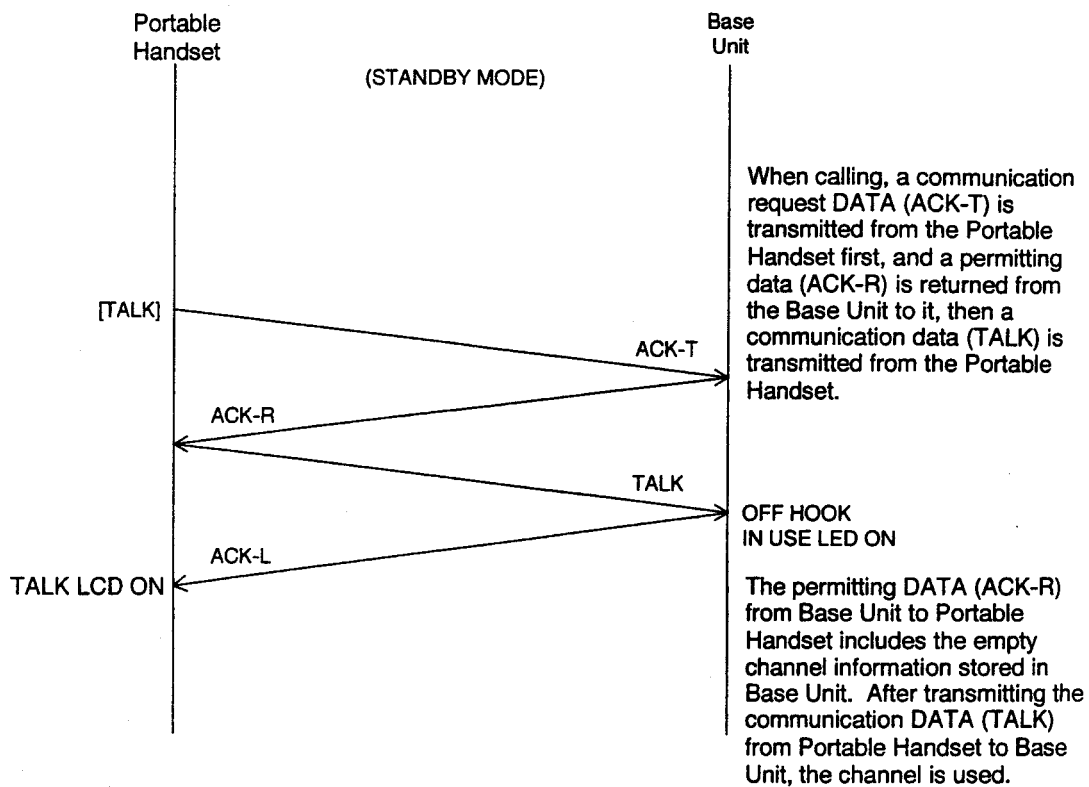 Portable
Handset
Base
Unit
(STANDBY MODE)
When calling, a communication
request DATA (ACK-T) is
transmitted from the Portable
Handset first, and a permitting
data (ACK-R) is returned from
the Base Unit to it, then a
communication data (TALK) is
transmitted from the Portable
Handset.
[TALK]
ACK-T
ACK-R
TALK
OFF HOOK
IN USE LED ON
ACK-L
TALK LCD ON
The permitting DATA (ACK-R)
from Base Unit to Portable
Handset includes the empty
channel information stored in
Base Unit. After transmitting the
communication DATA (TALK)
from Portable Handset to Base
Unit, the channel is used.